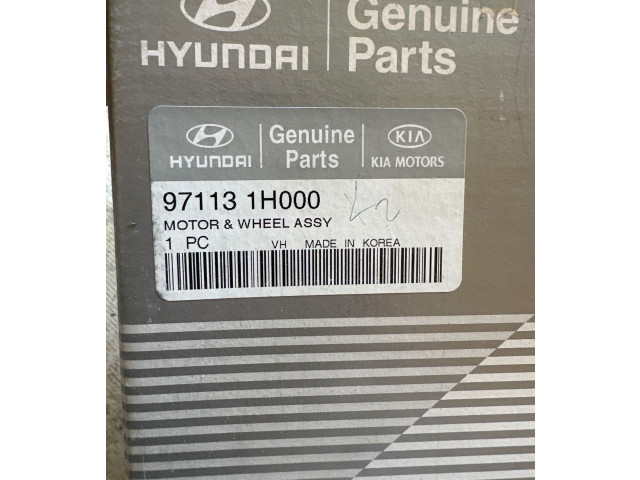 HYUNDAI Genuine Parts
HYUNDAI Genuine Parts KIA
KIA MOTORS
97113 1H000
MOTOR & WHEEL ASSY
1 PC VH MADE IN KOREA